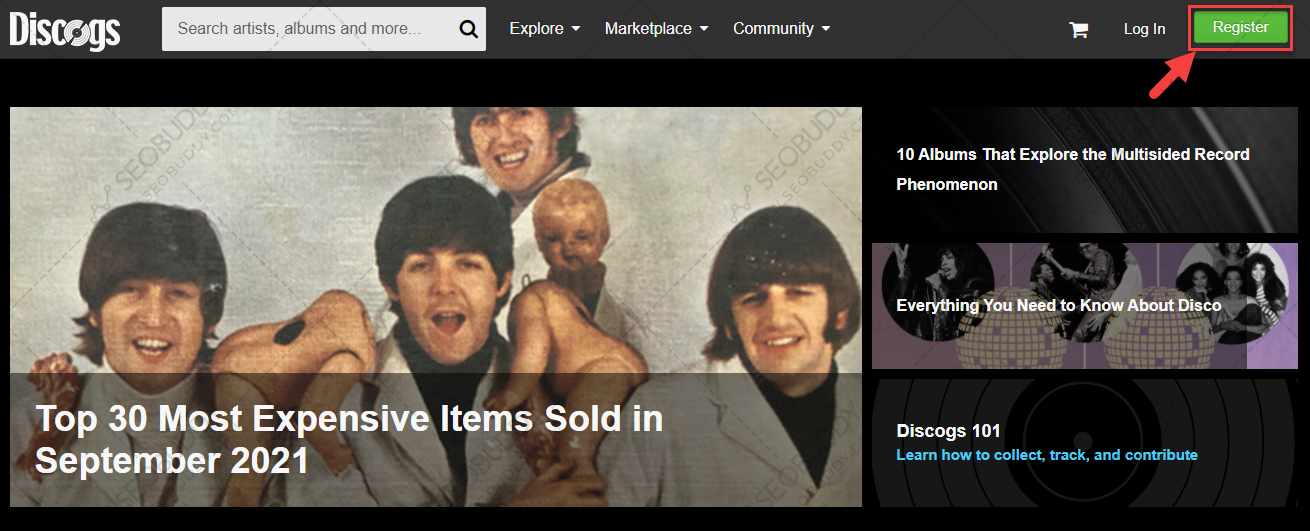 Discogs
Search artists, albums and more...
Explore
Marketplace
Community
Log In
Register
Top 30 Most Expensive Items Sold in
September 2021
10 Albums That Explore the Multisided Record
Phenomenon
Everything You Need to Know About Disco
Discogs 101
Learn how to collect, track, and contribute
SEOBUDDY
SEOBUDDY.COM